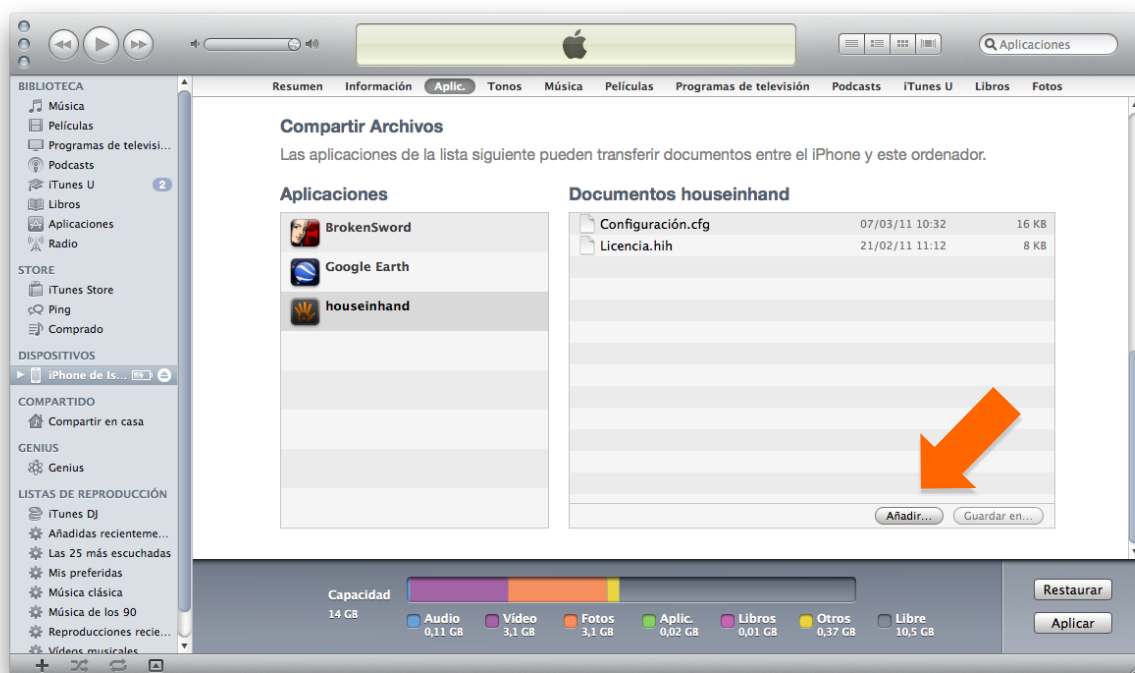 Aplicaciones
BIBLIOTECA
Música
Películas
Programas de televisi...
Podcasts
iTunes U 2
Libros
Aplicaciones
Radio
STORE
iTunes Store
Ping
Comprado
DISPOSITIVOS
iPhone de Is...
COMPARTIDO
Compartir en casa
GENIUS
Genius
LISTAS DE REPRODUCCIÓN
iTunes DJ
Añadidas recienteme...
Las 25 más escuchadas
Mis preferidas
Música clásica
Música de los 90
Reproducciones recie...
Vídeos musicales
Resumen Información Aplic. Tonos Música Películas Programas de televisión Podcasts iTunes U Libros Fotos
Compartir Archivos
Las aplicaciones de la lista siguiente pueden transferir documentos entre el iPhone y este ordenador.
Aplicaciones
BrokenSword
Google Earth
houseinhand
Documentos houseinhand
Configuración.cfg 07/03/11 10:32 16 KB
Licencia.hih 21/02/11 11:12 8 KB
Añadir... Guardar en...
Capacidad
14 GB
Audio Vídeo Fotos Aplic. Libros Otros Libre
0,11 GB 3,1 GB 3,1 GB 0,02 GB 0,01 GB 0,37 GB 10,5 GB
Restaurar
Aplicar